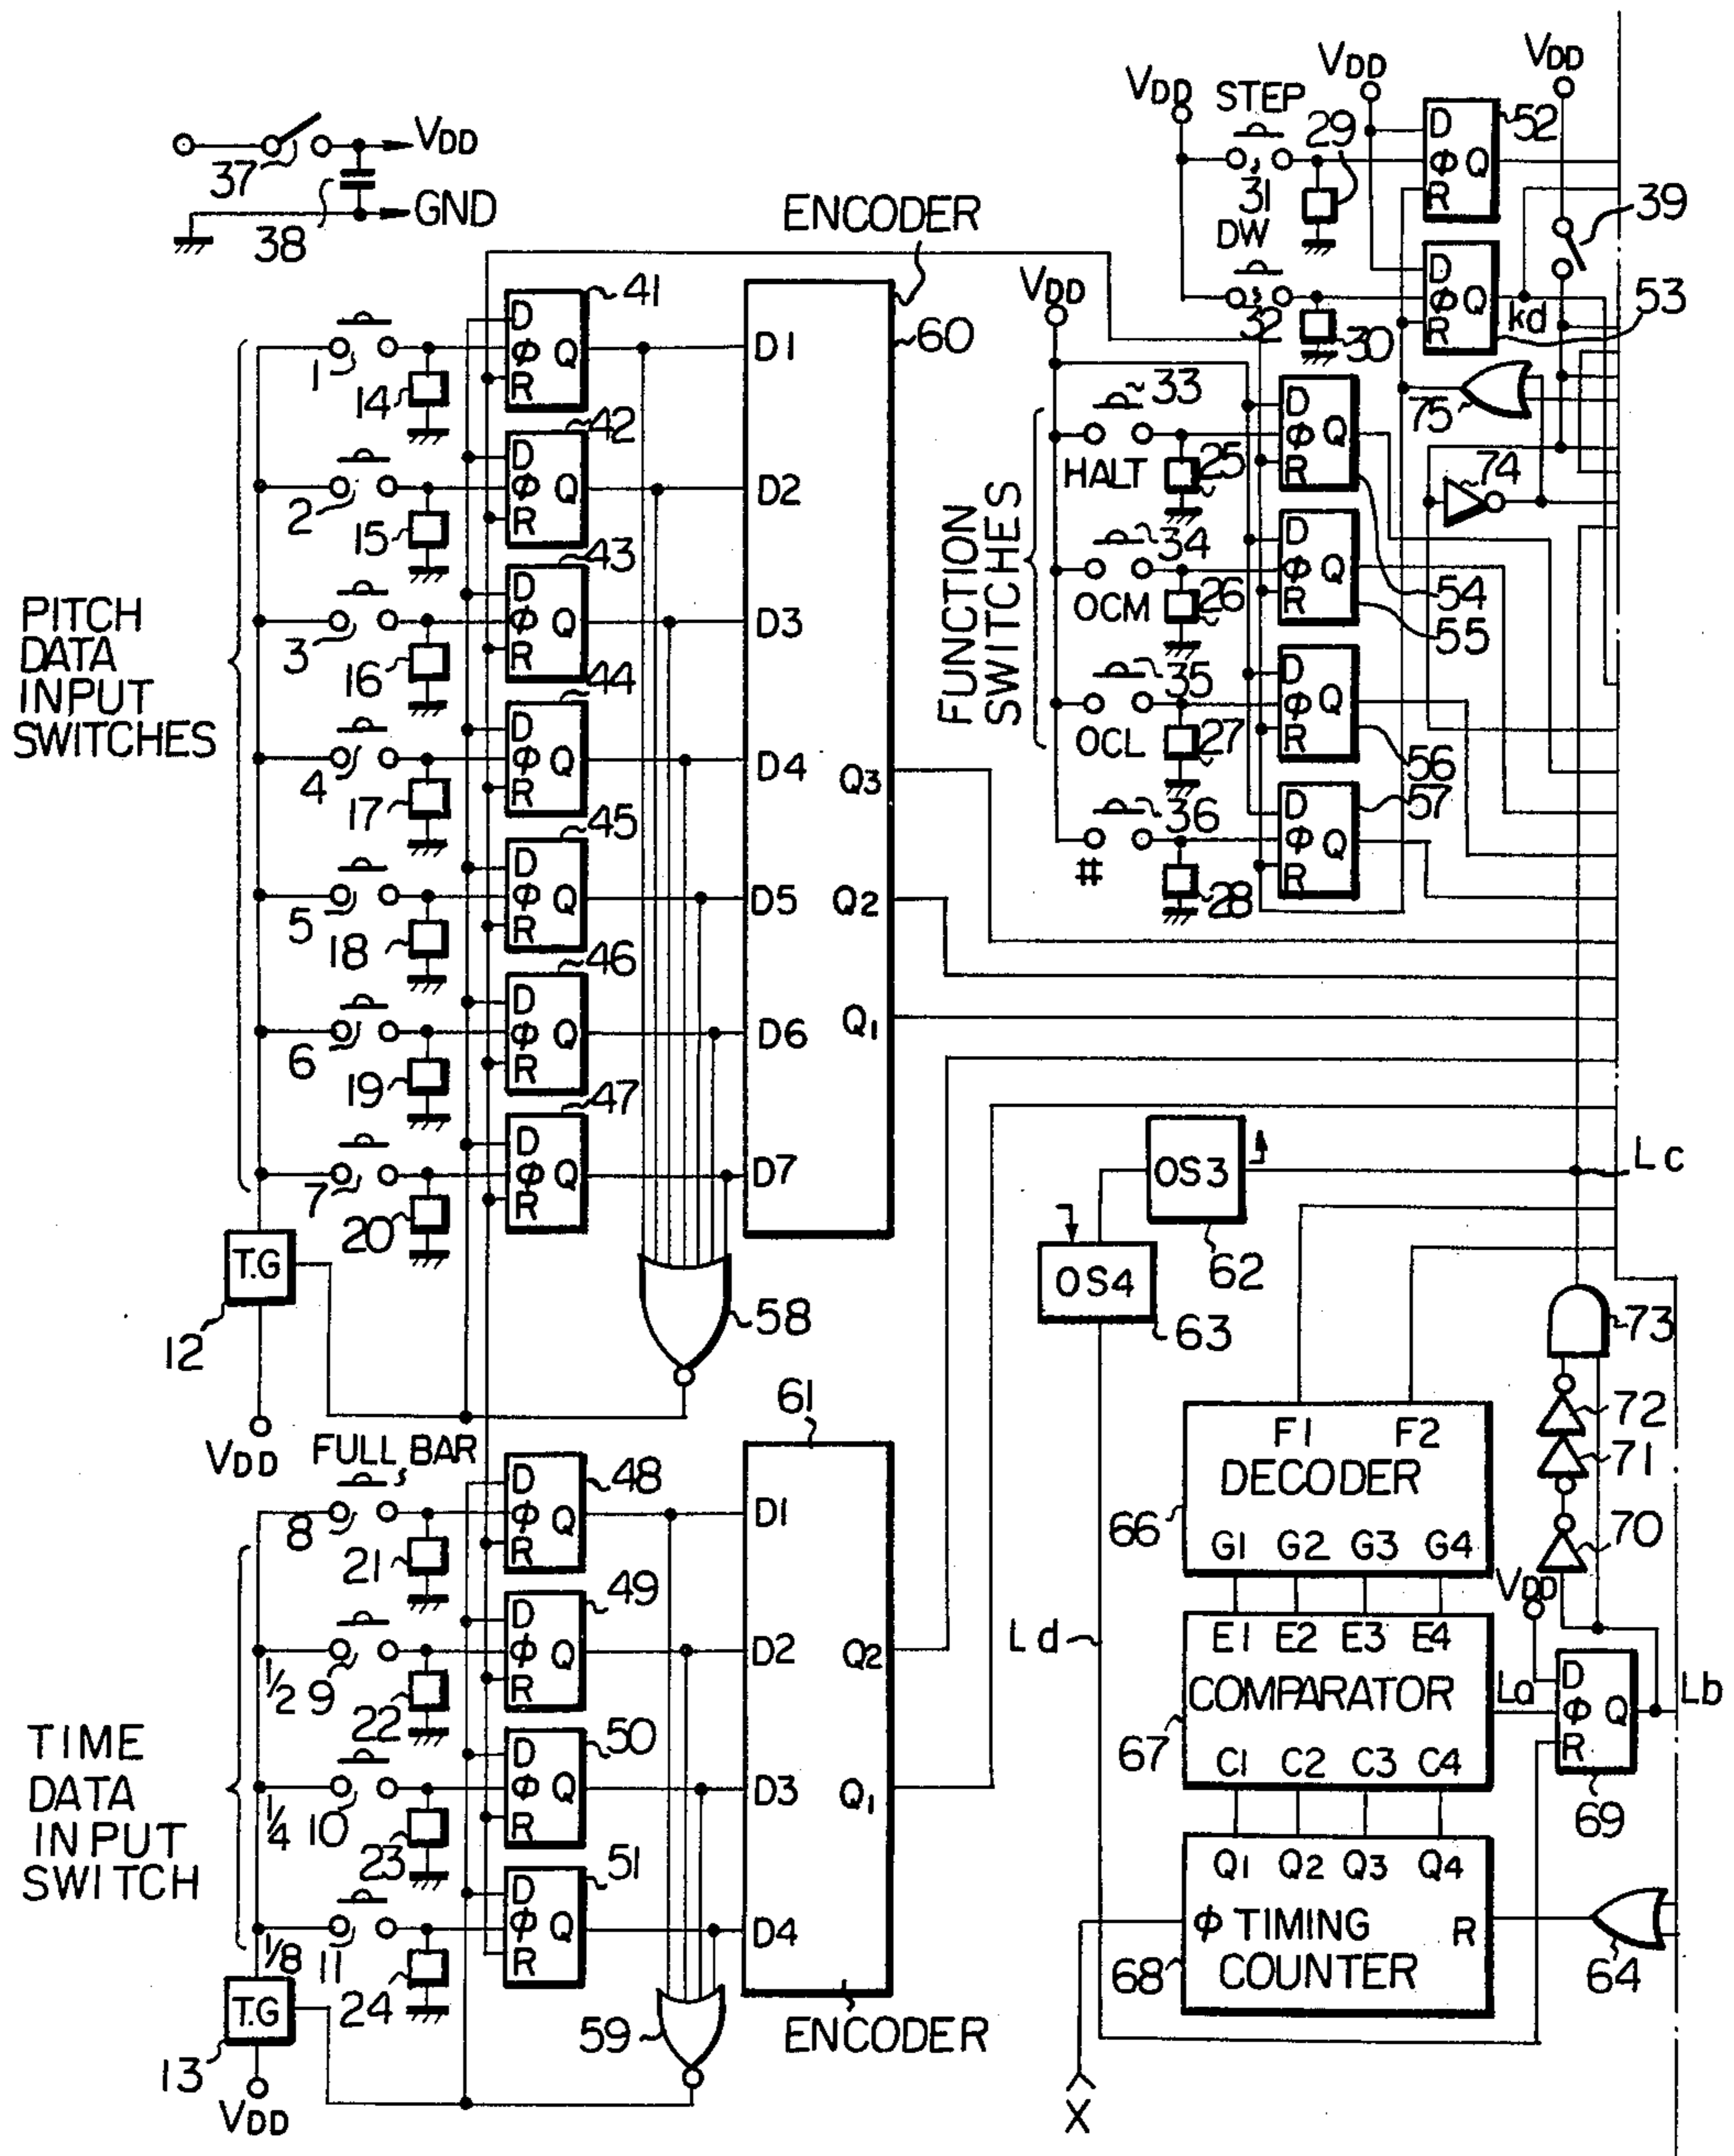 VDD
37
GND
38
ENCODER
60
VDD
STEP
VDD
VDD
29
31
DW
32
30
D
Φ Q
R
52
D
Φ Q
R
53
kd
39
75
74
PITCH
DATA
INPUT
SWITCHES
1
14
D
Φ Q
R
41
D1
2
15
D
Φ Q
R
42
D2
3
16
D
Φ Q
R
43
D3
4
17
D
Φ Q
R
44
D4
5
18
D
Φ Q
R
45
D5
6
19
D
Φ Q
R
46
D6
7
20
D
Φ Q
R
47
D7
Q3
Q2
Q1
T.G
12
VDD
58
VDD
FUNCTION
SWITCHES
33
HALT
25
D
Φ Q
R
54
34
OCM
26
D
Φ Q
R
55
35
OCL
27
D
Φ Q
R
56
36
#
28
D
Φ Q
R
57
OS3
62
OS4
63
Lc
73
72
71
70
61
FULL BAR
8
21
D
Φ Q
R
48
D1
TIME
DATA
INPUT
SWITCH
1/2 9
22
D
Φ Q
R
49
D2
1/4 10
23
D
Φ Q
R
50
D3
1/8 11
24
D
Φ Q
R
51
D4
Q2
Q1
T.G
13
VDD
59
ENCODER
F1 F2
DECODER
66
G1 G2 G3 G4
E1 E2 E3 E4
COMPARATOR
67
C1 C2 C3 C4
Q1 Q2 Q3 Q4
Φ TIMING R
COUNTER
68
Ld
La
Lb
VDD
D
Φ Q
R
69
64
X